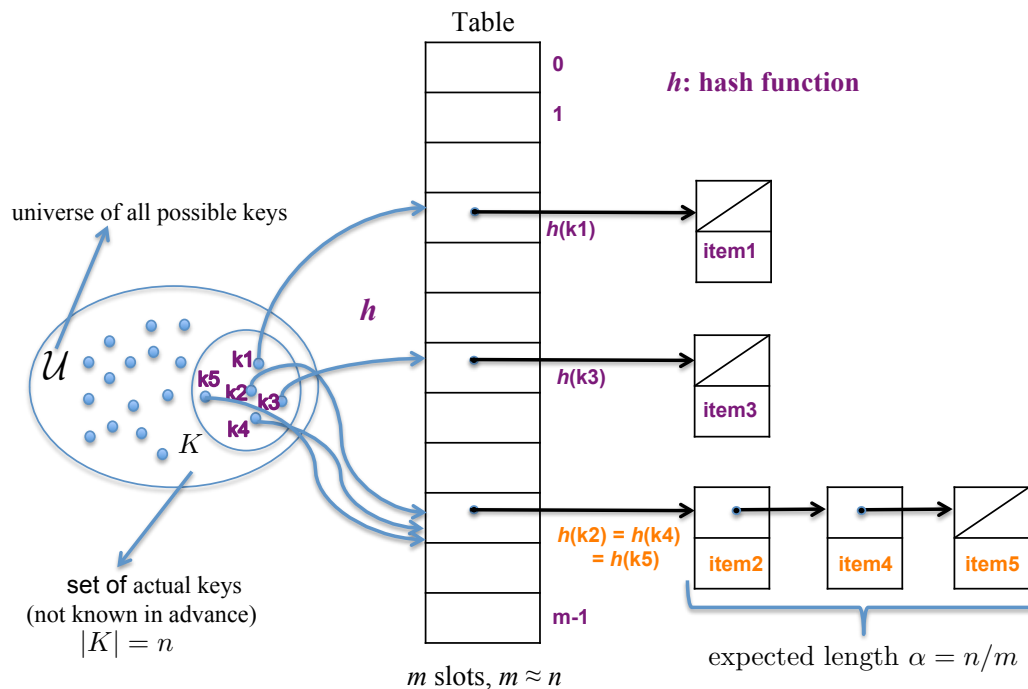 Table
0
h: hash function
1
universe of all possible keys
h(k1)
item1
h
U
k1
k5
k2
k3
k4
K
h(k3)
item3
h(k2) = h(k4)
= h(k5)
item2
item4
item5
set of actual keys
(not known in advance)
|K| = n
m-1
expected length α = n/m
m slots, m ≈ n